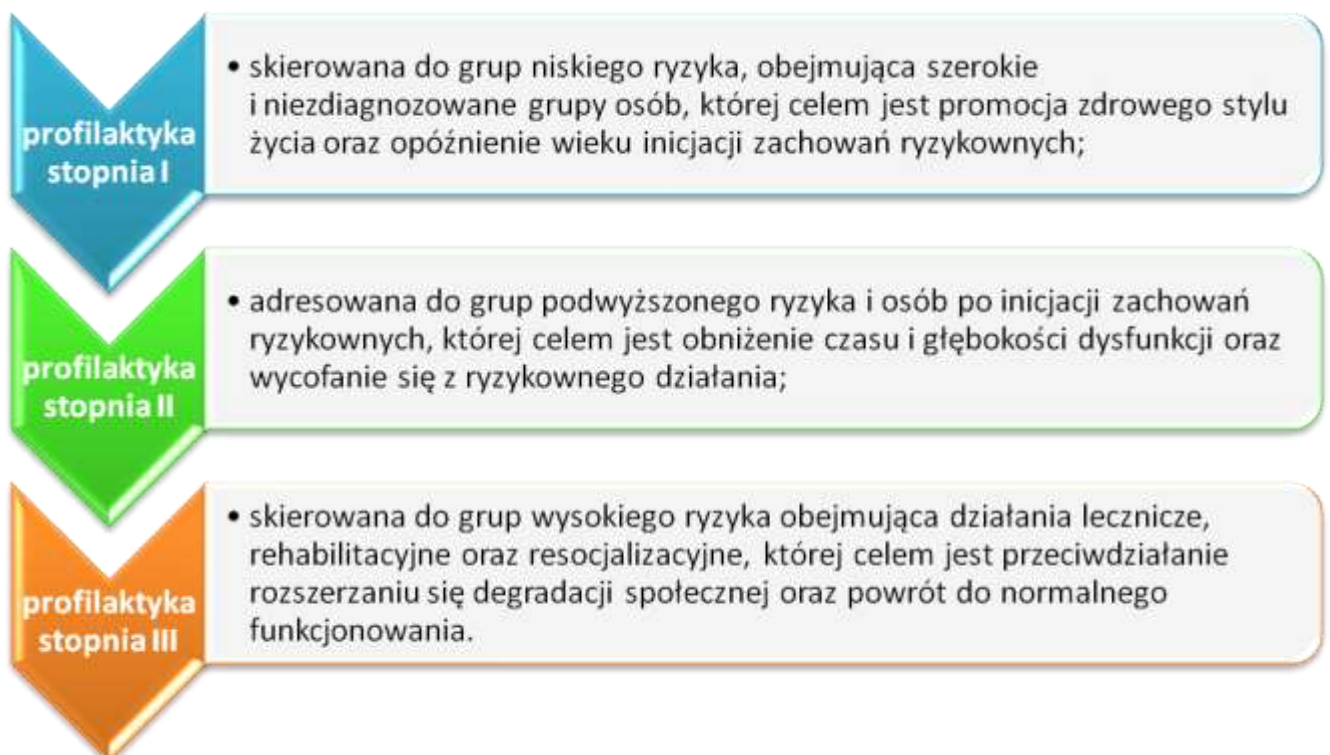 profilaktyka
stopnia I
• skierowana do grup niskiego ryzyka, obejmująca szerokie
i niezdiagnozowane grupy osób, której celem jest promocja zdrowego stylu
życia oraz opóźnienie wieku inicjacji zachowań ryzykownych;
profilaktyka
stopnia II
• adresowana do grup podwyższonego ryzyka i osób po inicjacji zachowań
ryzykownych, której celem jest obniżenie czasu i głębokości dysfunkcji oraz
wycofanie się z ryzykownego działania;
profilaktyka
stopnia III
• skierowana do grup wysokiego ryzyka obejmująca działania lecznicze,
rehabilitacyjne oraz resocjalizacyjne, której celem jest przeciwdziałanie
rozszerzaniu się degradacji społecznej oraz powrót do normalnego
funkcjonowania.